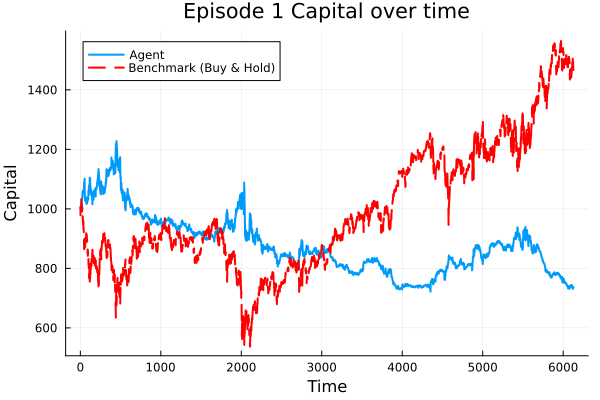 Episode 1 Capital over time
Agent
Benchmark (Buy & Hold)
Capital
1400
1200
1000
800
600
0 1000 2000 3000 4000 5000 6000
Time